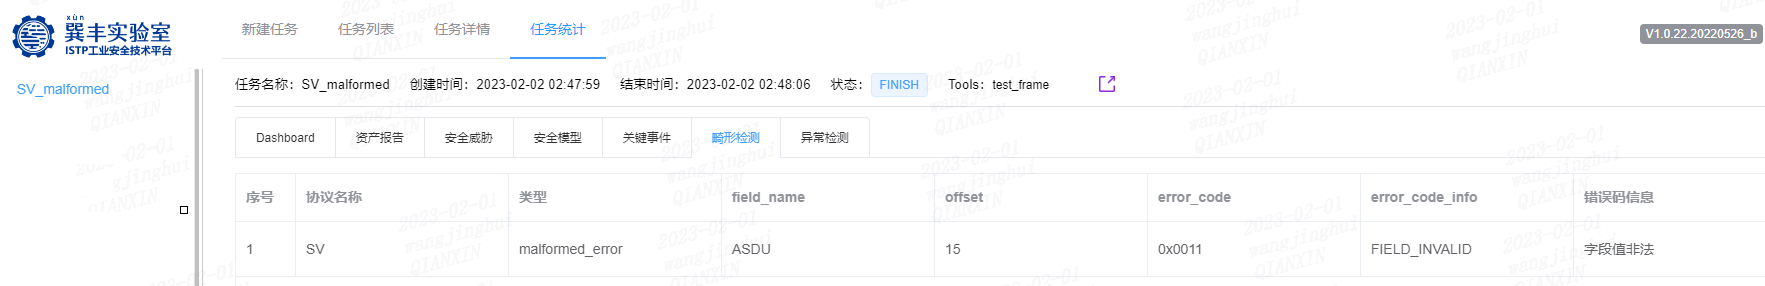 xùn
巽丰实验室
ISTP工业安全技术平台
新建任务 任务列表 任务详情 任务统计
V1.0.22.20220526_b
SV_malformed
任务名称：SV_malformed 创建时间：2023-02-02 02:47:59 结束时间：2023-02-02 02:48:06 状态： FINISH Tools：test_frame
Dashboard 资产报告 安全威胁 安全模型 关键事件 畸形检测 异常检测
序号 协议名称 类型 field_name offset error_code error_code_info 错误码信息
1 SV malformed_error ASDU 15 0x0011 FIELD_INVALID 字段值非法
2023-02-01
wangjinghui
QIANXIN